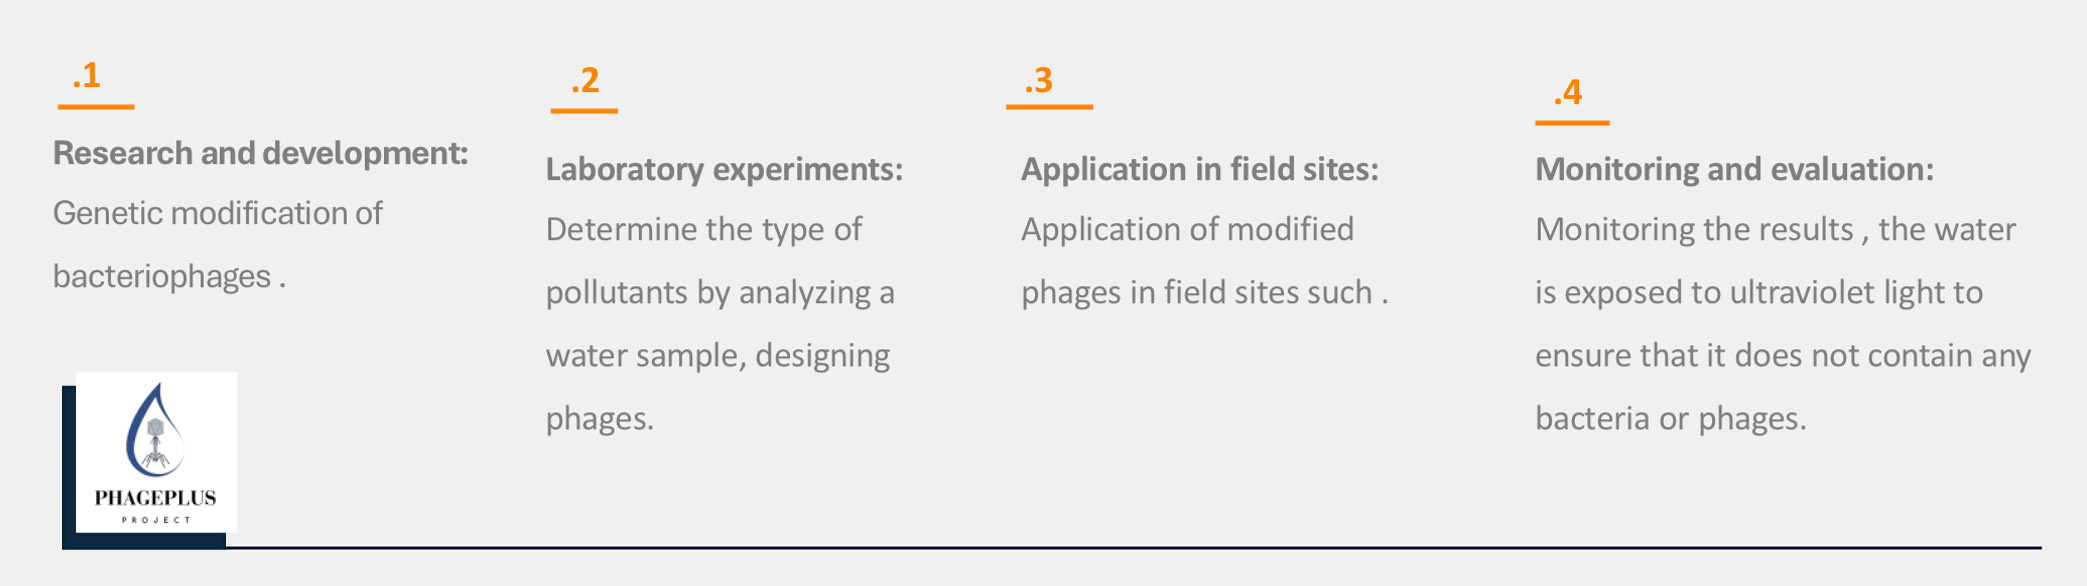 .1
Research and development:
Genetic modification of
bacteriophages .
.2
Laboratory experiments:
Determine the type of
pollutants by analyzing a
water sample, designing
phages.
.3
Application in field sites:
Application of modified
phages in field sites such .
.4
Monitoring and evaluation:
Monitoring the results , the water
is exposed to ultraviolet light to
ensure that it does not contain any
bacteria or phages.
PHAGEPLUS
PROJECT